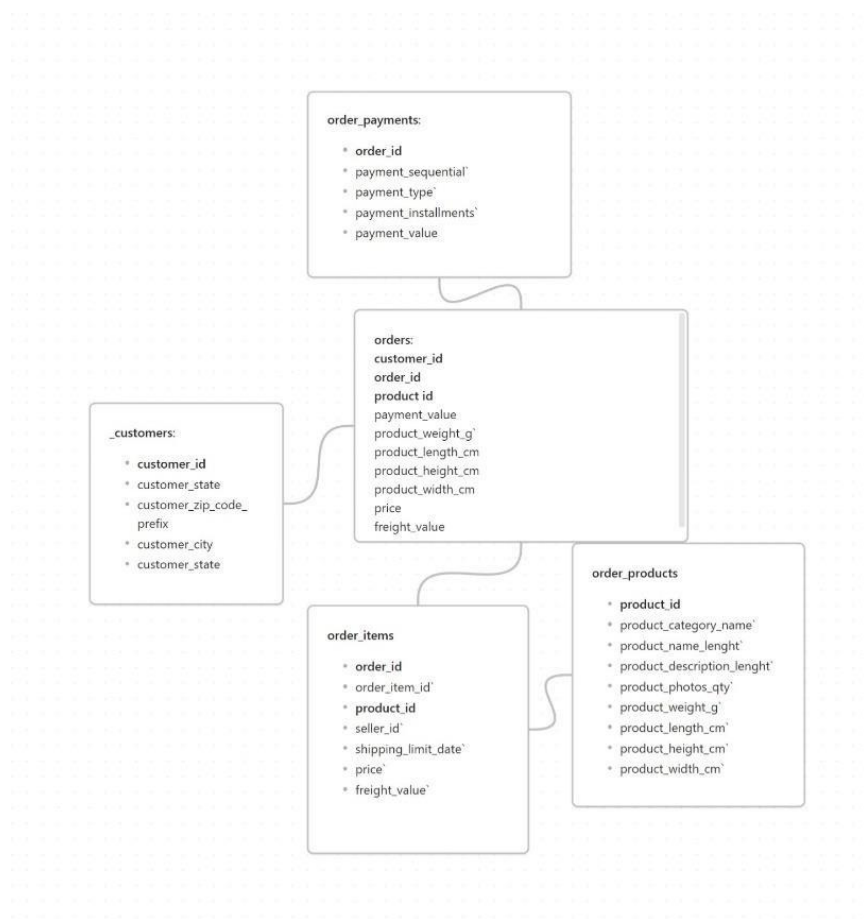 order_payments:
order_id
payment_sequential`
payment_type`
payment_installments`
payment_value
orders:
customer_id
order_id
product id
payment_value
product_weight_g`
product_length_cm
product_height_cm
product_width_cm
price
freight_value
_customers:
customer_id
customer_state
customer_zip_code_
prefix
customer_city
customer_state
order_items
order_id
order_item_id`
product_id
seller_id`
shipping_limit_date`
price`
freight_value`
order_products
product_id
product_category_name`
product_name_lenght`
product_description_lenght`
product_photos_qty`
product_weight_g`
product_length_cm`
product_height_cm`
product_width_cm`